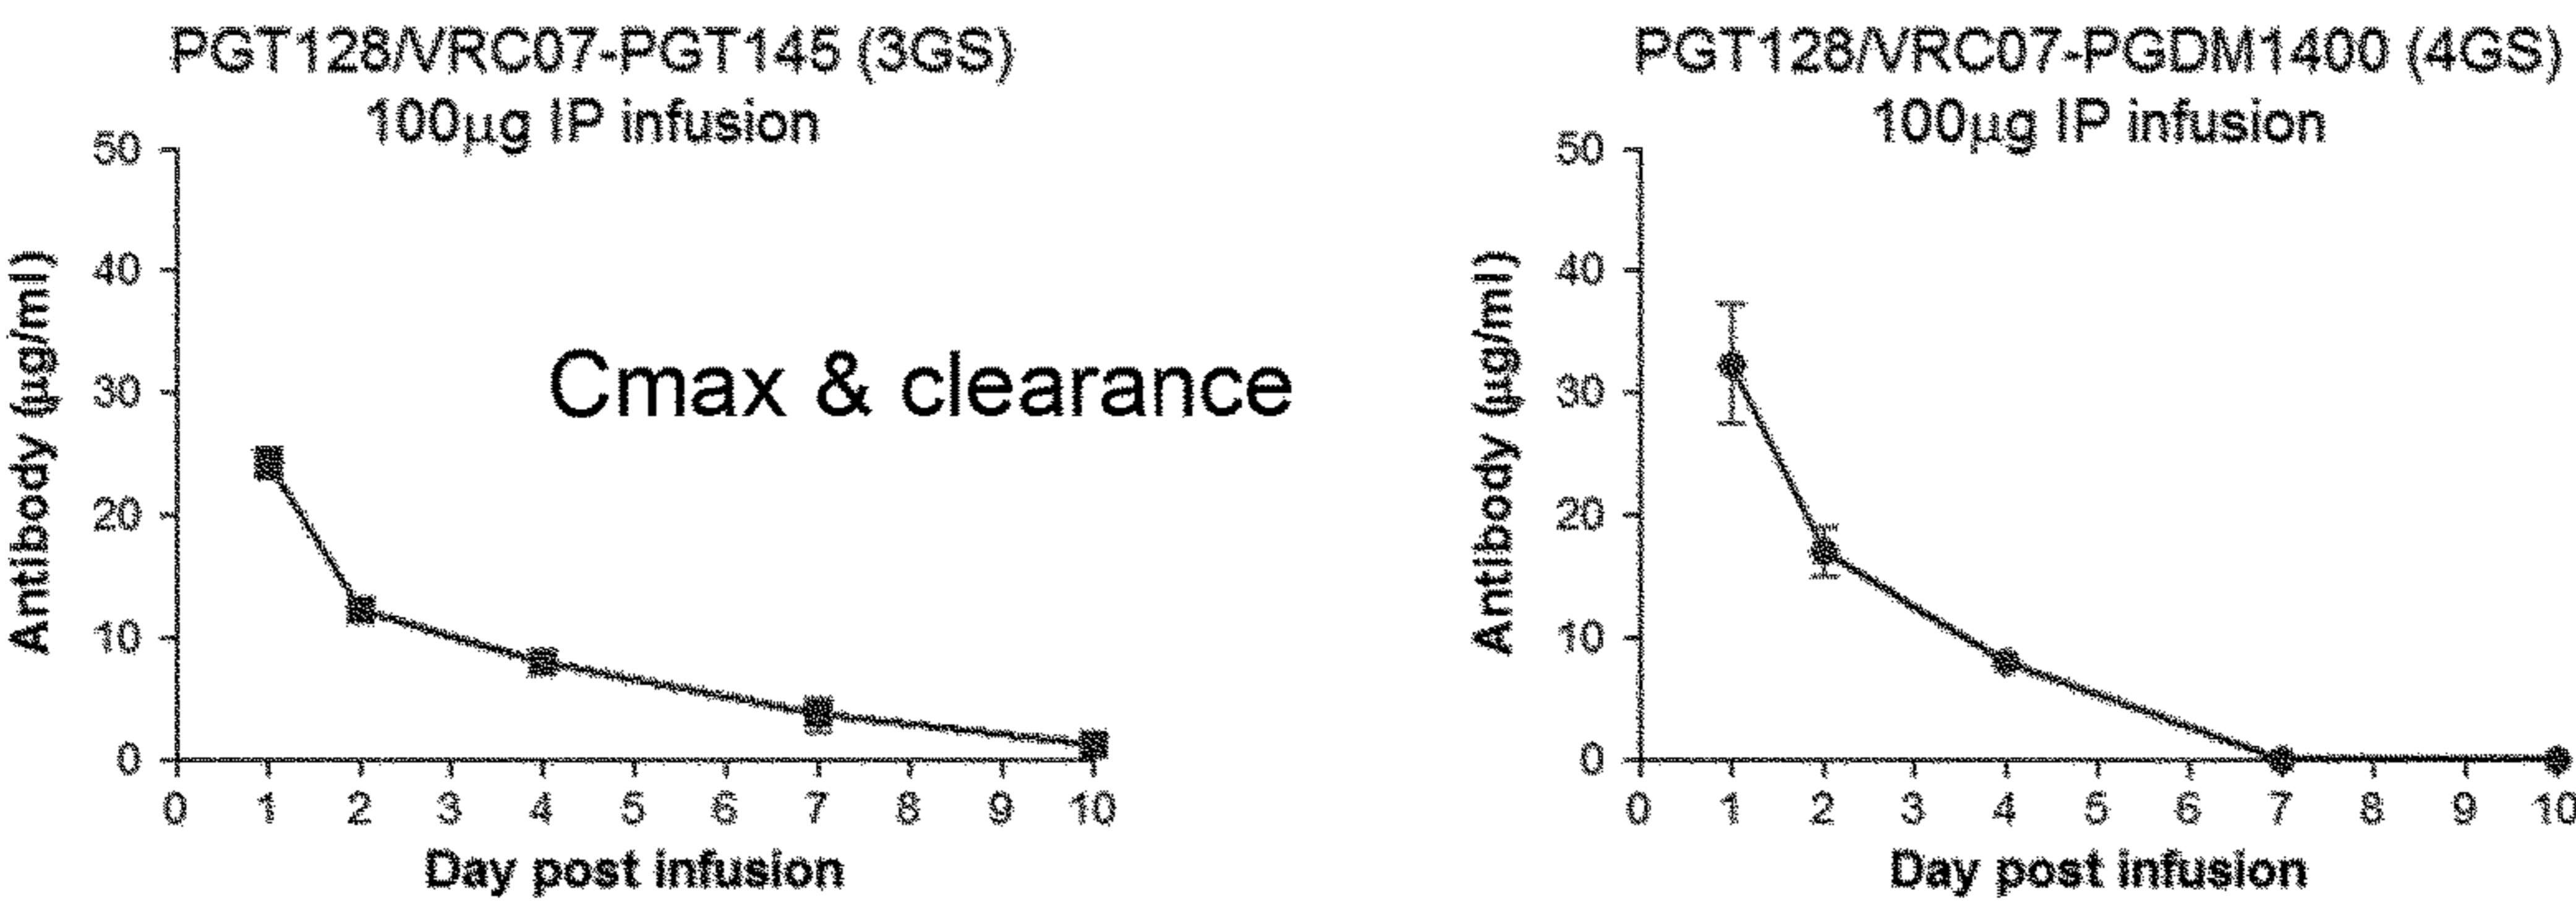 PGT128/VRC07-PGT145 (3GS)
100μg IP infusion
50
40
30
20
10
0
Antibody (μg/ml)
Cmax & clearance
0 1 2 3 4 5 6 7 8 9 10
Day post infusion
PGT128/VRC07-PGDM1400 (4GS)
100μg IP infusion
50
40
30
20
10
0
Antibody (μg/ml)
0 1 2 3 4 5 6 7 8 9 10
Day post infusion